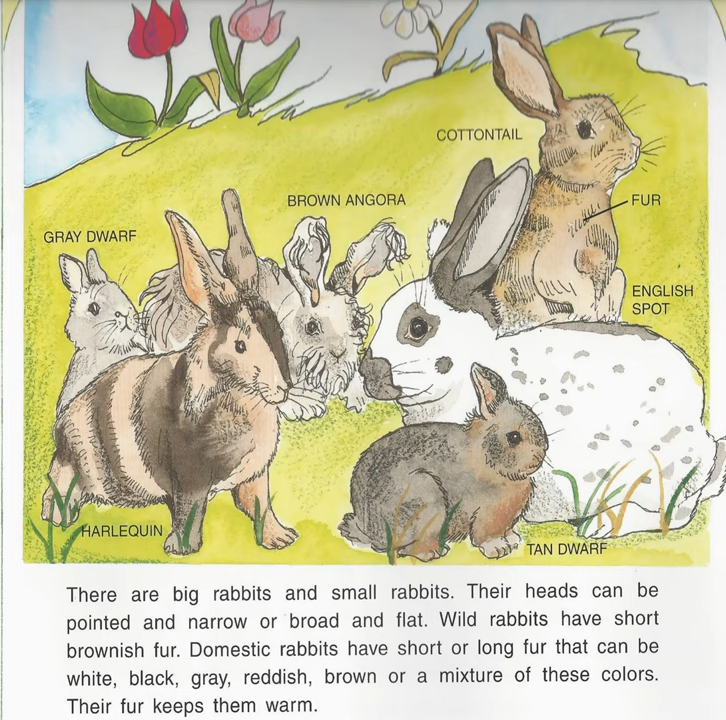 COTTONTAIL
BROWN ANGORA
FUR
GRAY DWARF
ENGLISH
SPOT
HARLEQUIN
TAN DWARF
There are big rabbits and small rabbits. Their heads can be
pointed and narrow or broad and flat. Wild rabbits have short
brownish fur. Domestic rabbits have short or long fur that can be
white, black, gray, reddish, brown or a mixture of these colors.
Their fur keeps them warm.